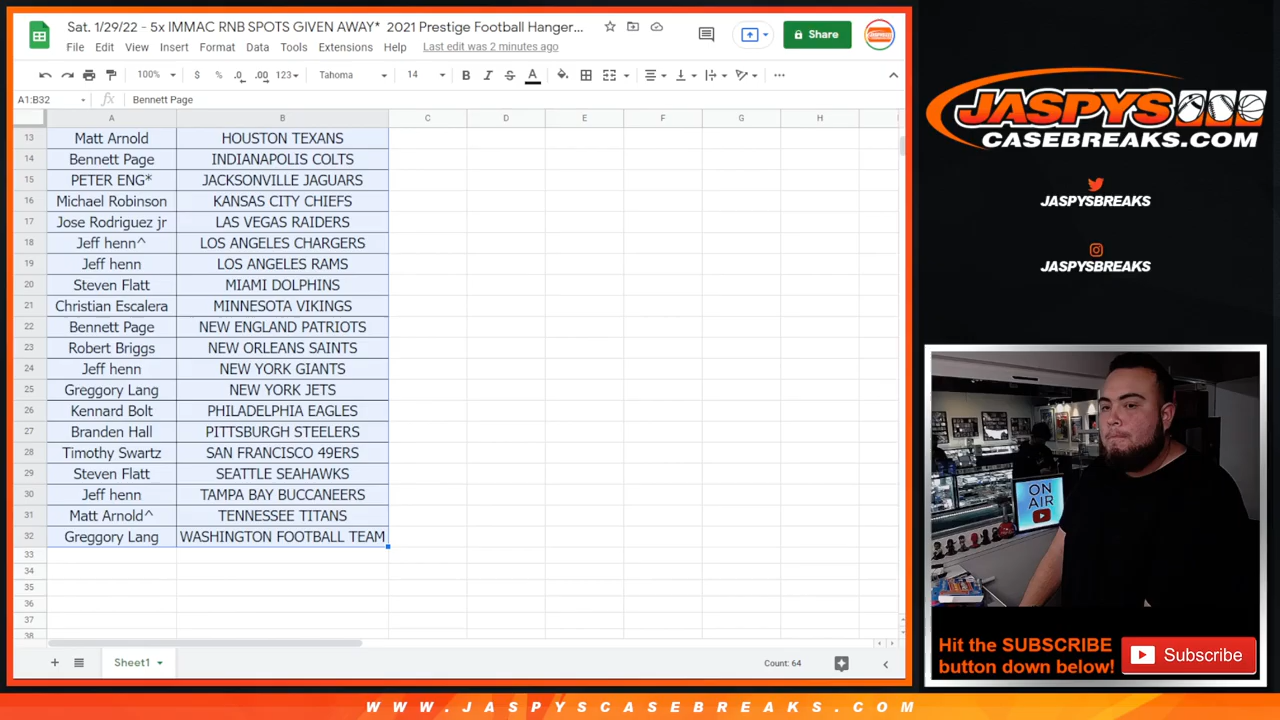 Sat. 1/29/22 - 5x IMMAC RNB SPOTS GIVEN AWAY* 2021 Prestige Football Hanger...
File Edit View Insert Format Data Tools Extensions Help Last edit was 2 minutes ago
Share
100% $ % .0 .00 123 Tahoma 14 B I S A
A1:B32 fx Bennett Page
A B C D E F G H
13 Matt Arnold HOUSTON TEXANS
14 Bennett Page INDIANAPOLIS COLTS
15 PETER ENG* JACKSONVILLE JAGUARS
16 Michael Robinson KANSAS CITY CHIEFS
17 Jose Rodriguez jr LAS VEGAS RAIDERS
18 Jeff henn^ LOS ANGELES CHARGERS
19 Jeff henn LOS ANGELES RAMS
20 Steven Flatt MIAMI DOLPHINS
21 Christian Escalera MINNESOTA VIKINGS
22 Bennett Page NEW ENGLAND PATRIOTS
23 Robert Briggs NEW ORLEANS SAINTS
24 Jeff henn NEW YORK GIANTS
25 Greggory Lang NEW YORK JETS
26 Kennard Bolt PHILADELPHIA EAGLES
27 Branden Hall PITTSBURGH STEELERS
28 Timothy Swartz SAN FRANCISCO 49ERS
29 Steven Flatt SEATTLE SEAHAWKS
30 Jeff henn TAMPA BAY BUCCANEERS
31 Matt Arnold^ TENNESSEE TITANS
32 Greggory Lang WASHINGTON FOOTBALL TEAM
33
34
35
36
37
38
Sheet1
Count: 64
JASPYS
CASEBREAKS.COM
JASPYSBREAKS
JASPYSBREAKS
ON
AIR
Hit the SUBSCRIBE
button down below!
Subscribe
WWW.JASPYSCASEBREAKS.COM